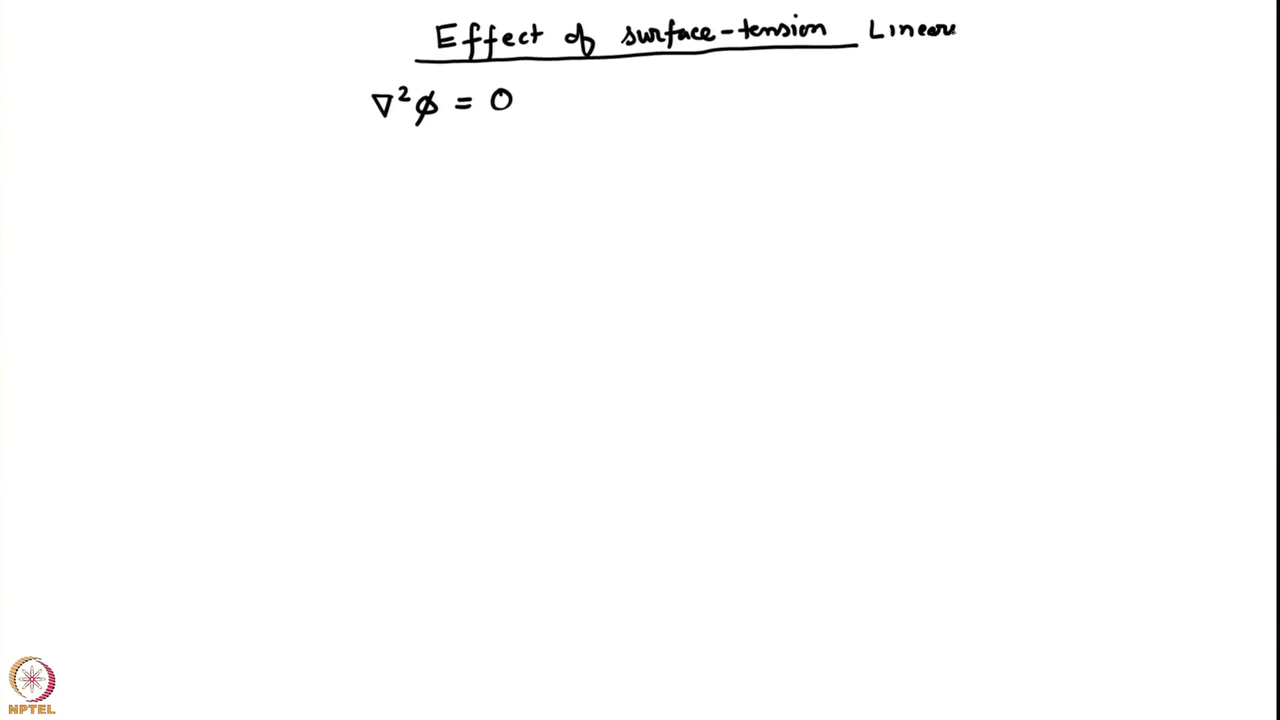 Effect of surface-tension Linear
∇²φ = 0
NPTEL